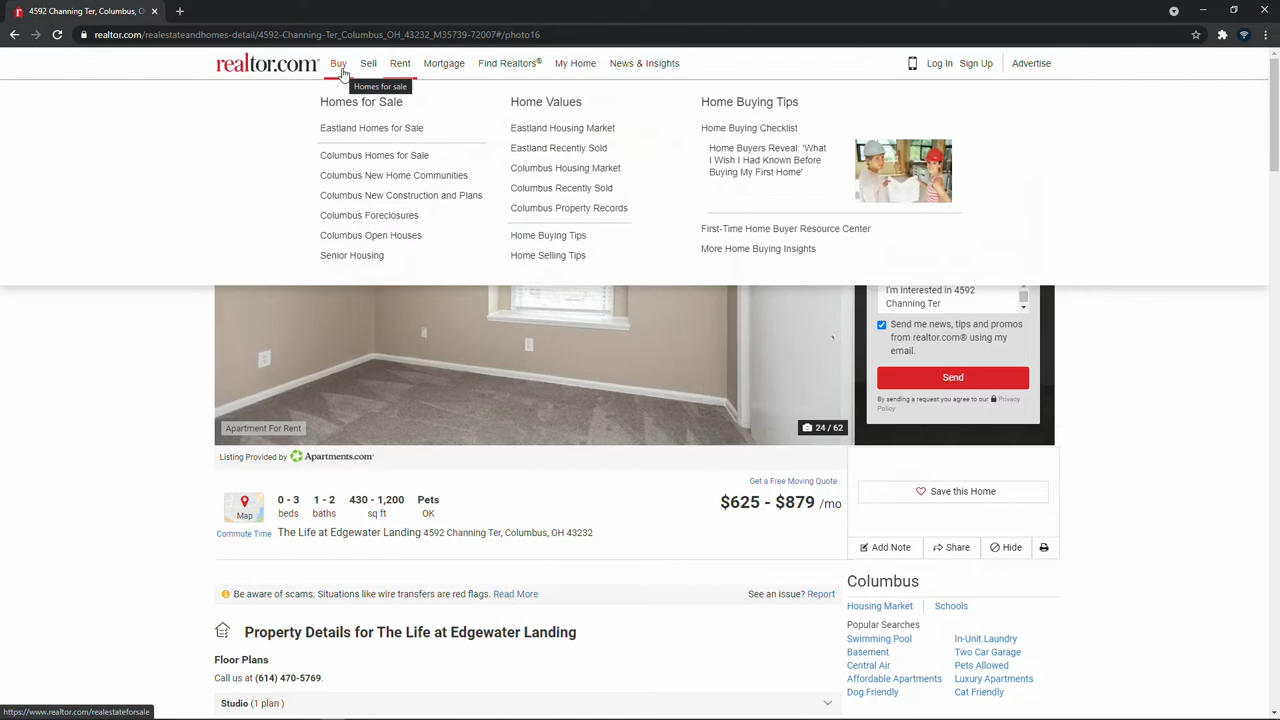 4592 Channing Ter, Columbus, O
realtor.com/realestateandhomes-detail/4592-Channing-Ter_Columbus_OH_43232_M35739-72007#/photo16
realtor.com®
Buy
Sell
Rent
Mortgage
Find Realtors®
My Home
News & Insights
Log In
Sign Up
Advertise
Homes for sale
Homes for Sale
Eastland Homes for Sale
Columbus Homes for Sale
Columbus New Home Communities
Columbus New Construction and Plans
Columbus Foreclosures
Columbus Open Houses
Senior Housing
Home Values
Eastland Housing Market
Eastland Recently Sold
Columbus Housing Market
Columbus Recently Sold
Columbus Property Records
Home Buying Tips
Home Selling Tips
Home Buying Tips
Home Buying Checklist
Home Buyers Reveal: 'What
I Wish I Had Known Before
Buying My First Home'
First-Time Home Buyer Resource Center
More Home Buying Insights
I'm interested in 4592
Channing Ter
Send me news, tips and promos
from realtor.com® using my
email.
Send
By sending a request you agree to our Privacy
Policy
Apartment For Rent
24 / 62
Listing Provided by Apartments.com
Get a Free Moving Quote
Map
0-3
beds
1 - 2
baths
430 - 1,200
sq ft
Pets
OK
$625 - $879 /mo
Commute Time
The Life at Edgewater Landing 4592 Channing Ter, Columbus, OH 43232
Save this Home
Add Note
Share
Hide
Be aware of scams. Situations like wire transfers are red flags. Read More
See an issue? Report
Property Details for The Life at Edgewater Landing
Floor Plans
Call us at (614) 470-5769.
Studio (1 plan )
Columbus
Housing Market
Schools
Popular Searches
Swimming Pool
In-Unit Laundry
Basement
Two Car Garage
Central Air
Pets Allowed
Affordable Apartments
Luxury Apartments
Dog Friendly
Cat Friendly
https://www.realtor.com/realestateforsale